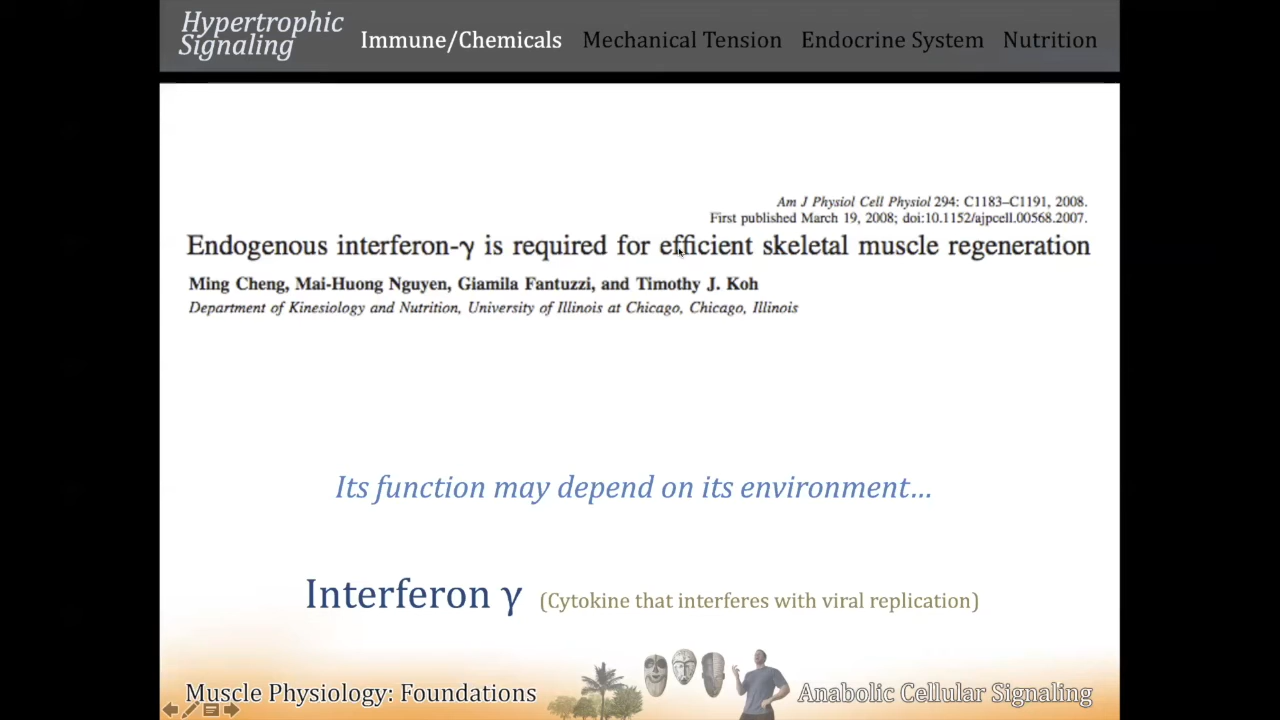 Hypertrophic
Signaling
Immune/Chemicals Mechanical Tension Endocrine System Nutrition
Am J Physiol Cell Physiol 294: C1183–C1191, 2008.
First published March 19, 2008; doi:10.1152/ajpcell.00568.2007.
Endogenous interferon-γ is required for efficient skeletal muscle regeneration
Ming Cheng, Mai-Huong Nguyen, Giamila Fantuzzi, and Timothy J. Koh
Department of Kinesiology and Nutrition, University of Illinois at Chicago, Chicago, Illinois
Its function may depend on its environment…
Interferon γ (Cytokine that interferes with viral replication)
Muscle Physiology: Foundations Anabolic Cellular Signaling